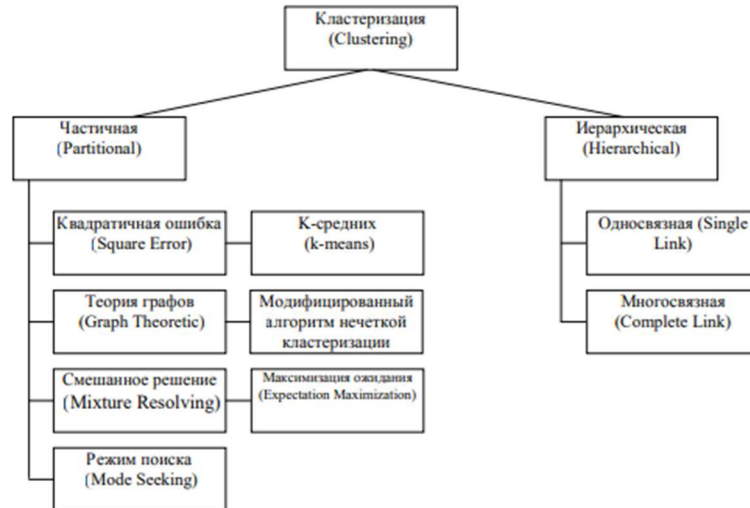 Кластеризация
(Clustering)
Частичная
(Partitional)
Иерархическая
(Hierarchical)
Квадратичная ошибка
(Square Error)
К-средних
(k-means)
Односвязная (Single
Link)
Теория графов
(Graph Theoretic)
Модифицированный
алгоритм нечеткой
кластеризации
Многосвязная
(Complete Link)
Смешанное решение
(Mixture Resolving)
Максимизация ожидания
(Expectation Maximization)
Режим поиска
(Mode Seeking)